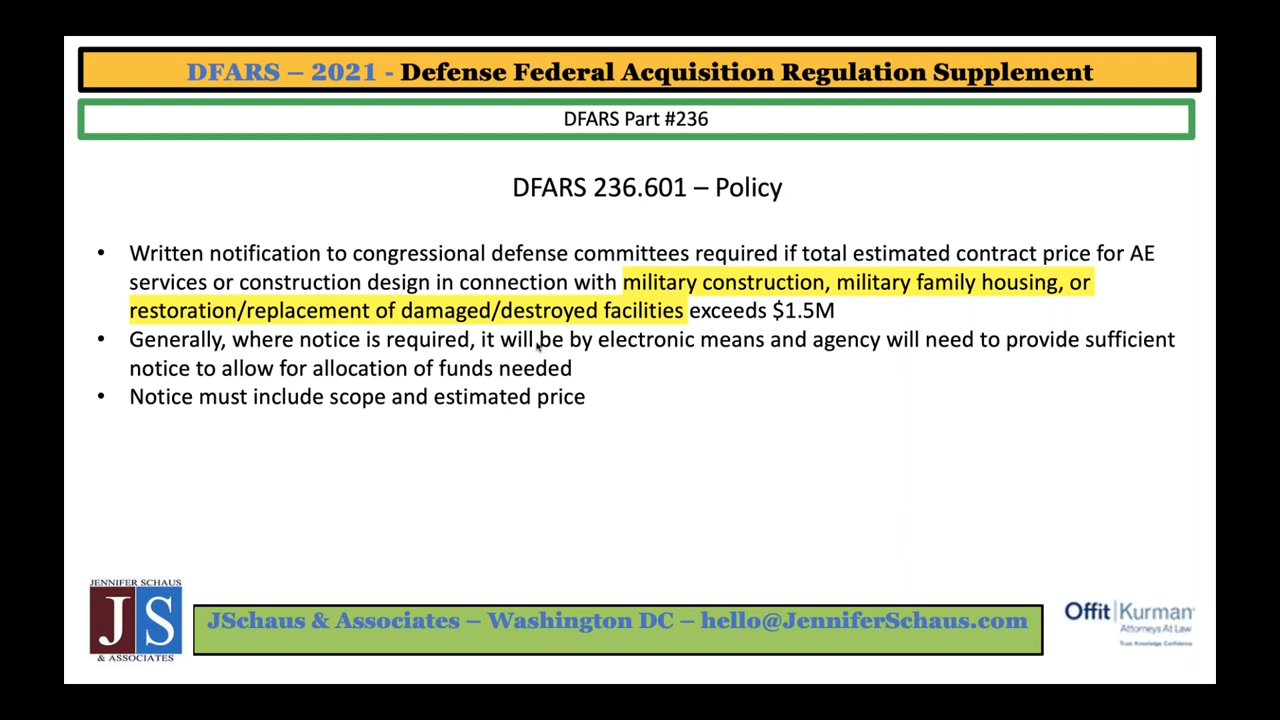 DFARS – 2021 - Defense Federal Acquisition Regulation Supplement
DFARS Part #236
DFARS 236.601 – Policy
• Written notification to congressional defense committees required if total estimated contract price for AE
services or construction design in connection with military construction, military family housing, or
restoration/replacement of damaged/destroyed facilities exceeds $1.5M
• Generally, where notice is required, it will be by electronic means and agency will need to provide sufficient
notice to allow for allocation of funds needed
• Notice must include scope and estimated price
JENNIFER SCHAUS
JS
& ASSOCIATES
JSchaus & Associates – Washington DC – hello@JenniferSchaus.com
Offit | Kurman
Attorneys At Law
Trust. Knowledge. Confidence.